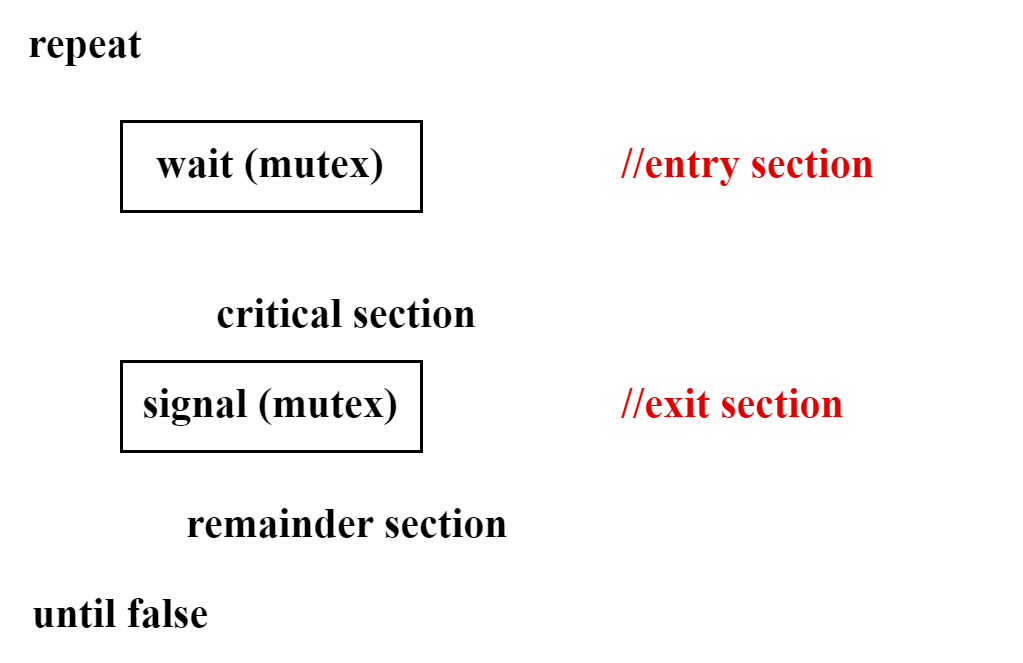 repeat
wait (mutex) //entry section
critical section
signal (mutex) //exit section
remainder section
until false